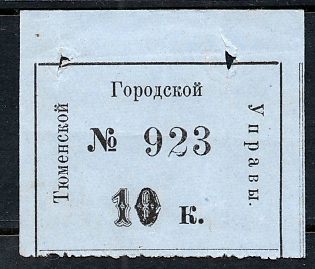 Тюменской
Городской
Управы.
№ 923
10 к.